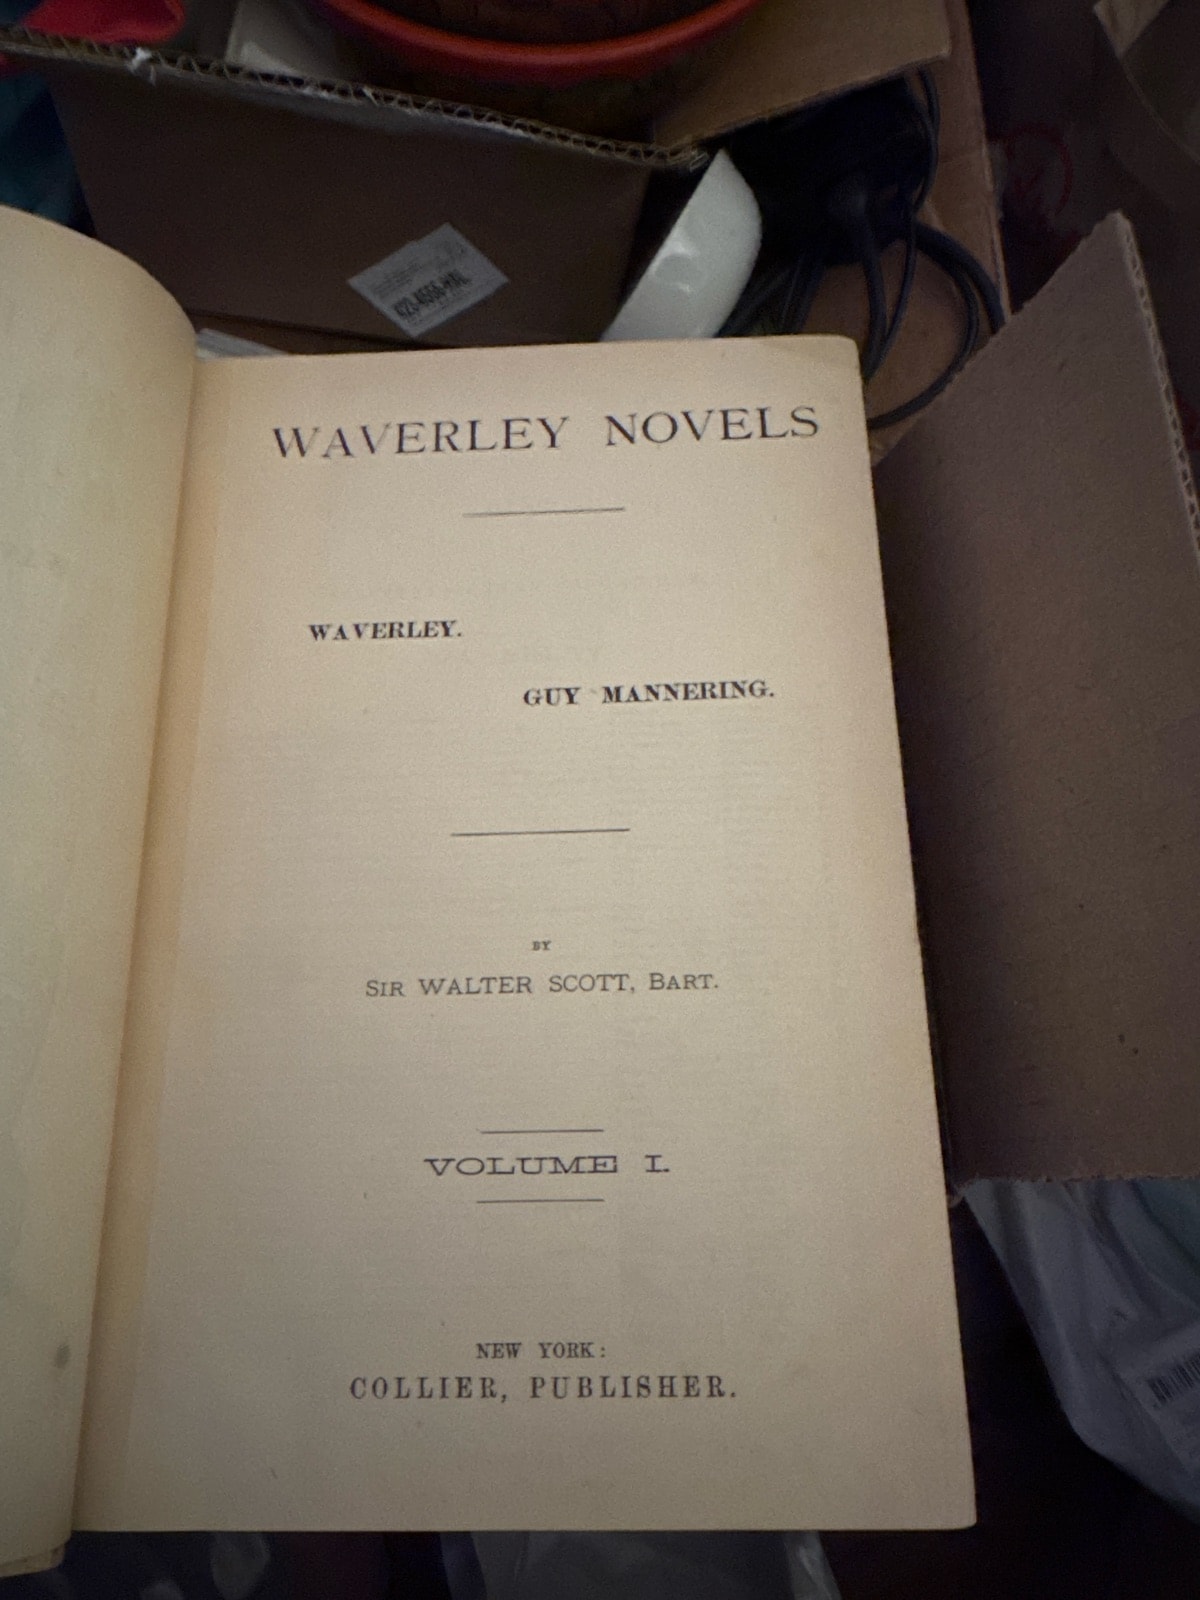 WAVERLEY NOVELS
WAVERLEY.
GUY MANNERING.
BY
SIR WALTER SCOTT, BART.
VOLUME I.
NEW YORK:
COLLIER, PUBLISHER.